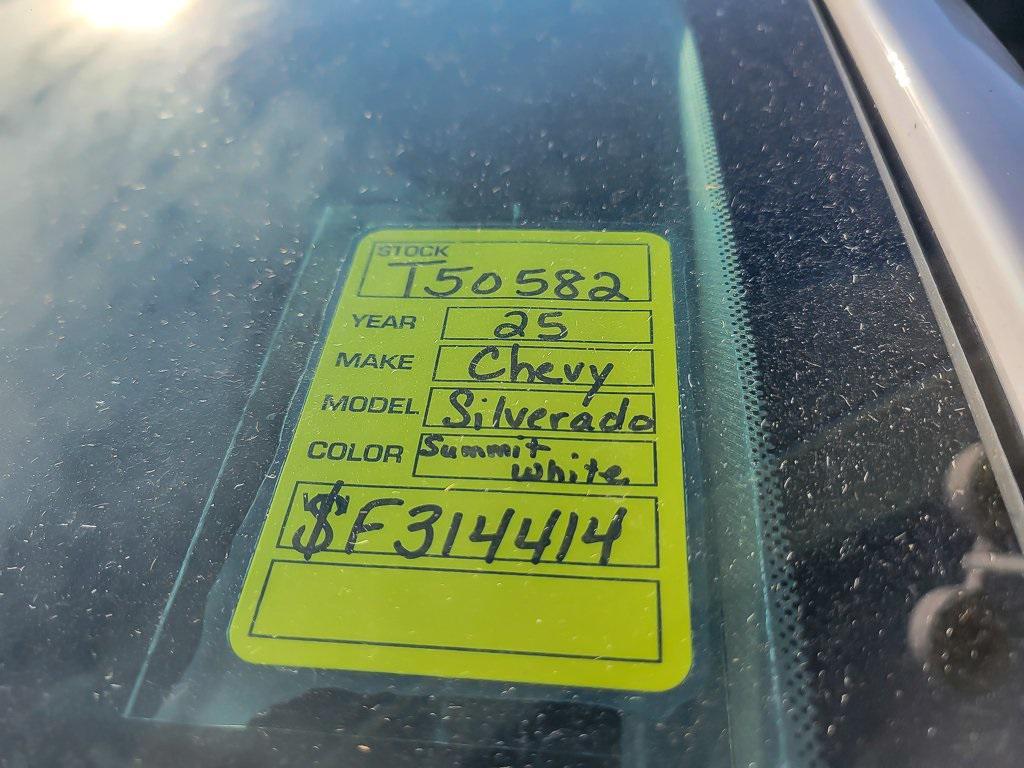 STOCK
T50582
YEAR 25
MAKE Chevy
MODEL Silverado
COLOR Summit
White
$F314414